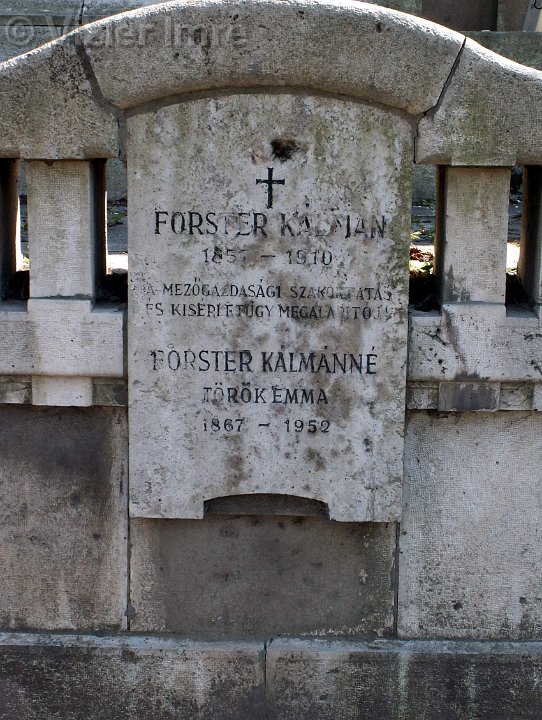 © Vizler Imre
FORSTER KÁLMÁN
1857 – 1910
A MEZŐGAZDASÁGI SZAKOKTATÁS
ÉS KISÉRLETÜGY MEGALAPITÓJA
FORSTER KÁLMÁNNÉ
TÖRÖK EMMA
1867 – 1952